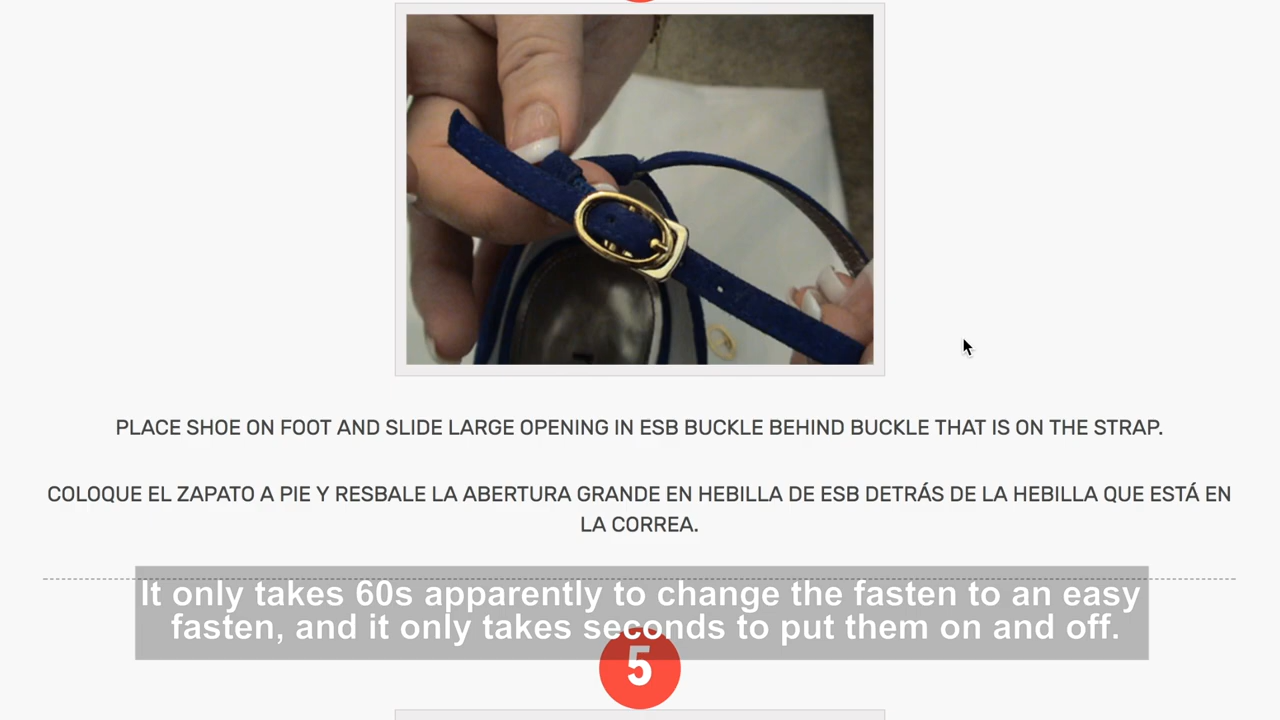 PLACE SHOE ON FOOT AND SLIDE LARGE OPENING IN ESB BUCKLE BEHIND BUCKLE THAT IS ON THE STRAP.
COLOQUE EL ZAPATO A PIE Y RESBALE LA ABERTURA GRANDE EN HEBILLA DE ESB DETRÁS DE LA HEBILLA QUE ESTÁ EN
LA CORREA.
It only takes 60s apparently to change the fasten to an easy
fasten, and it only takes seconds to put them on and off.
5